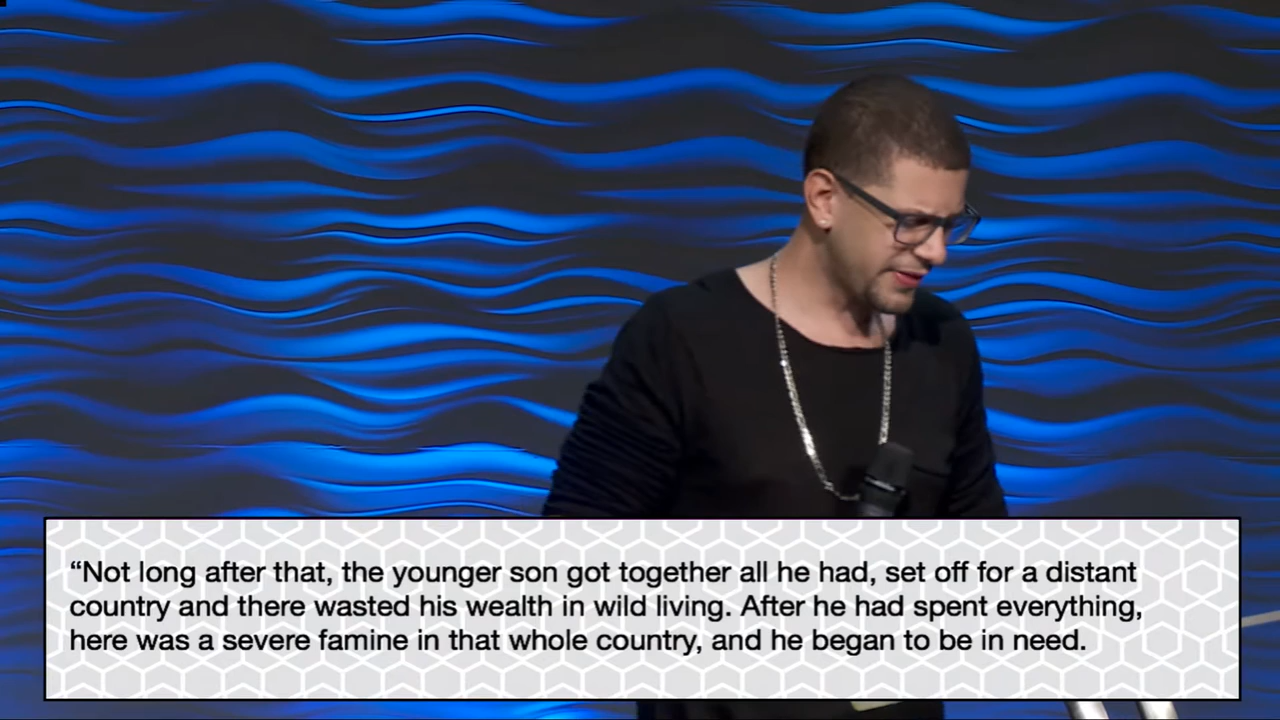 “Not long after that, the younger son got together all he had, set off for a distant
country and there wasted his wealth in wild living. After he had spent everything,
here was a severe famine in that whole country, and he began to be in need.